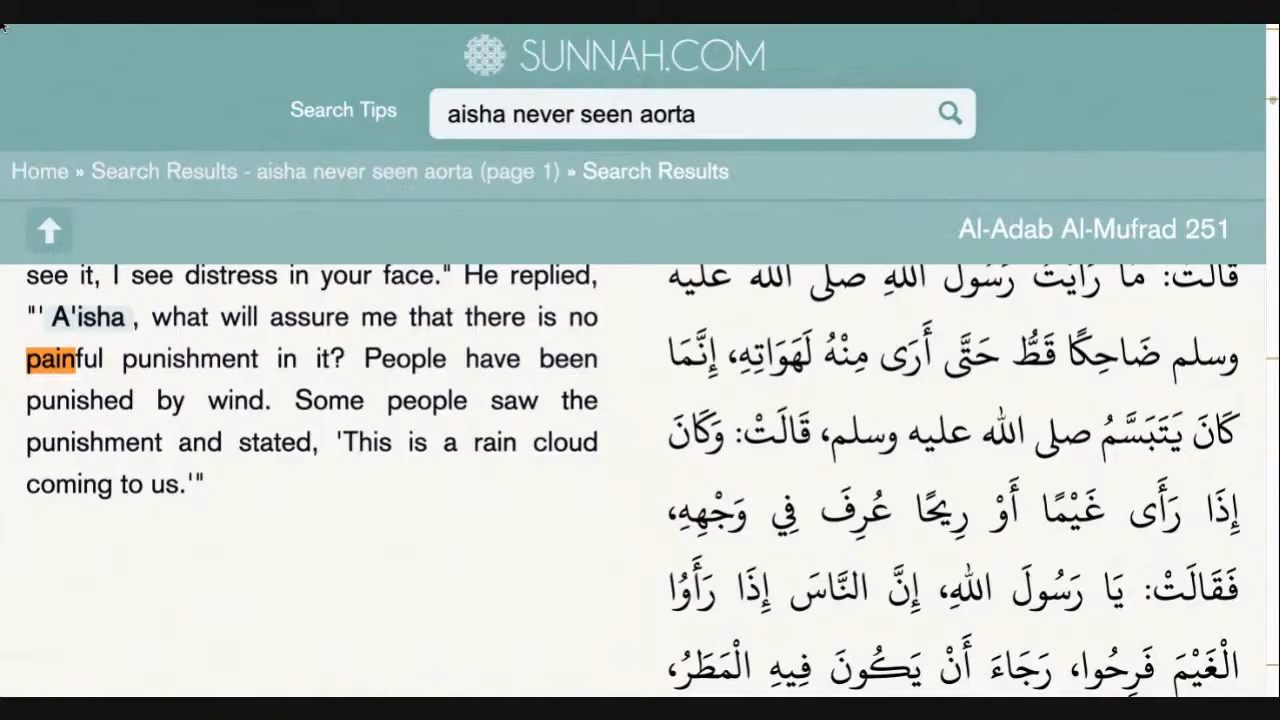 SUNNAH.COM
Search Tips
aisha never seen aorta
Home » Search Results - aisha never seen aorta (page 1) » Search Results
Al-Adab Al-Mufrad 251
see it, I see distress in your face." He replied,
"' A'isha , what will assure me that there is no
painful punishment in it? People have been
punished by wind. Some people saw the
punishment and stated, 'This is a rain cloud
coming to us.'"
قَالَتْ: مَا رَأَيْتُ رَسُولَ اللهِ صلى الله عليه
وسلم ضَاحِكًا قَطُّ حَتَّى أَرَى مِنْهُ لَهَوَاتِهِ، إِنَّمَا
كَانَ يَتَبَسَّمُ صلى الله عليه وسلم، قَالَتْ: وَكَانَ
إِذَا رَأَى غَيْمًا أَوْ رِيحًا عُرِفَ فِي وَجْهِهِ،
فَقَالَتْ: يَا رَسُولَ اللهِ، إِنَّ النَّاسَ إِذَا رَأَوُا
الْغَيْمَ فَرِحُوا، رَجَاءَ أَنْ يَكُونَ فِيهِ الْمَطَرُ،